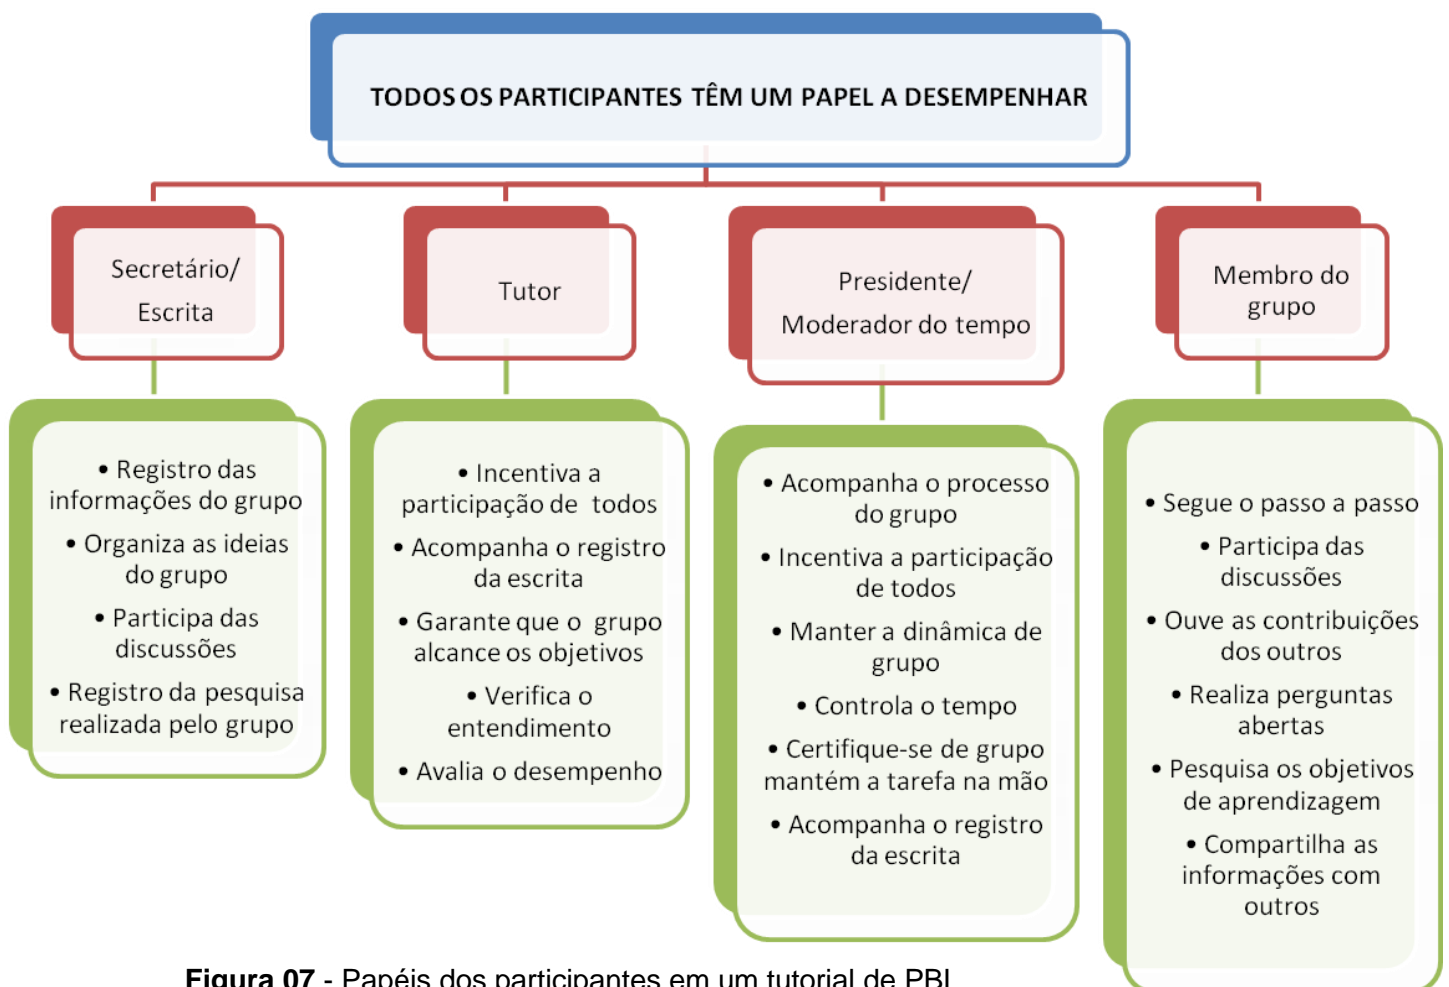 TODOS OS PARTICIPANTES TÊM UM PAPEL A DESEMPENHAR
Secretário/
Escrita
Tutor
Presidente/
Moderador do tempo
Membro do
grupo
• Registro das
informações do grupo
• Organiza as ideias
do grupo
• Participa das
discussões
• Registro da pesquisa
realizada pelo grupo
• Incentiva a
participação de todos
• Acompanha o registro
da escrita
• Garante que o grupo
alcance os objetivos
• Verifica o
entendimento
• Avalia o desempenho
• Acompanha o processo
do grupo
• Incentiva a participação
de todos
• Manter a dinâmica de
grupo
• Controla o tempo
• Certifique-se de grupo
mantém a tarefa na mão
• Acompanha o registro
da escrita
• Segue o passo a passo
• Participa das
discussões
• Ouve as contribuições
dos outros
• Realiza perguntas
abertas
• Pesquisa os objetivos
de aprendizagem
• Compartilha as
informações com
outros
Figura 07 - Papéis dos participantes em um tutorial de PBL